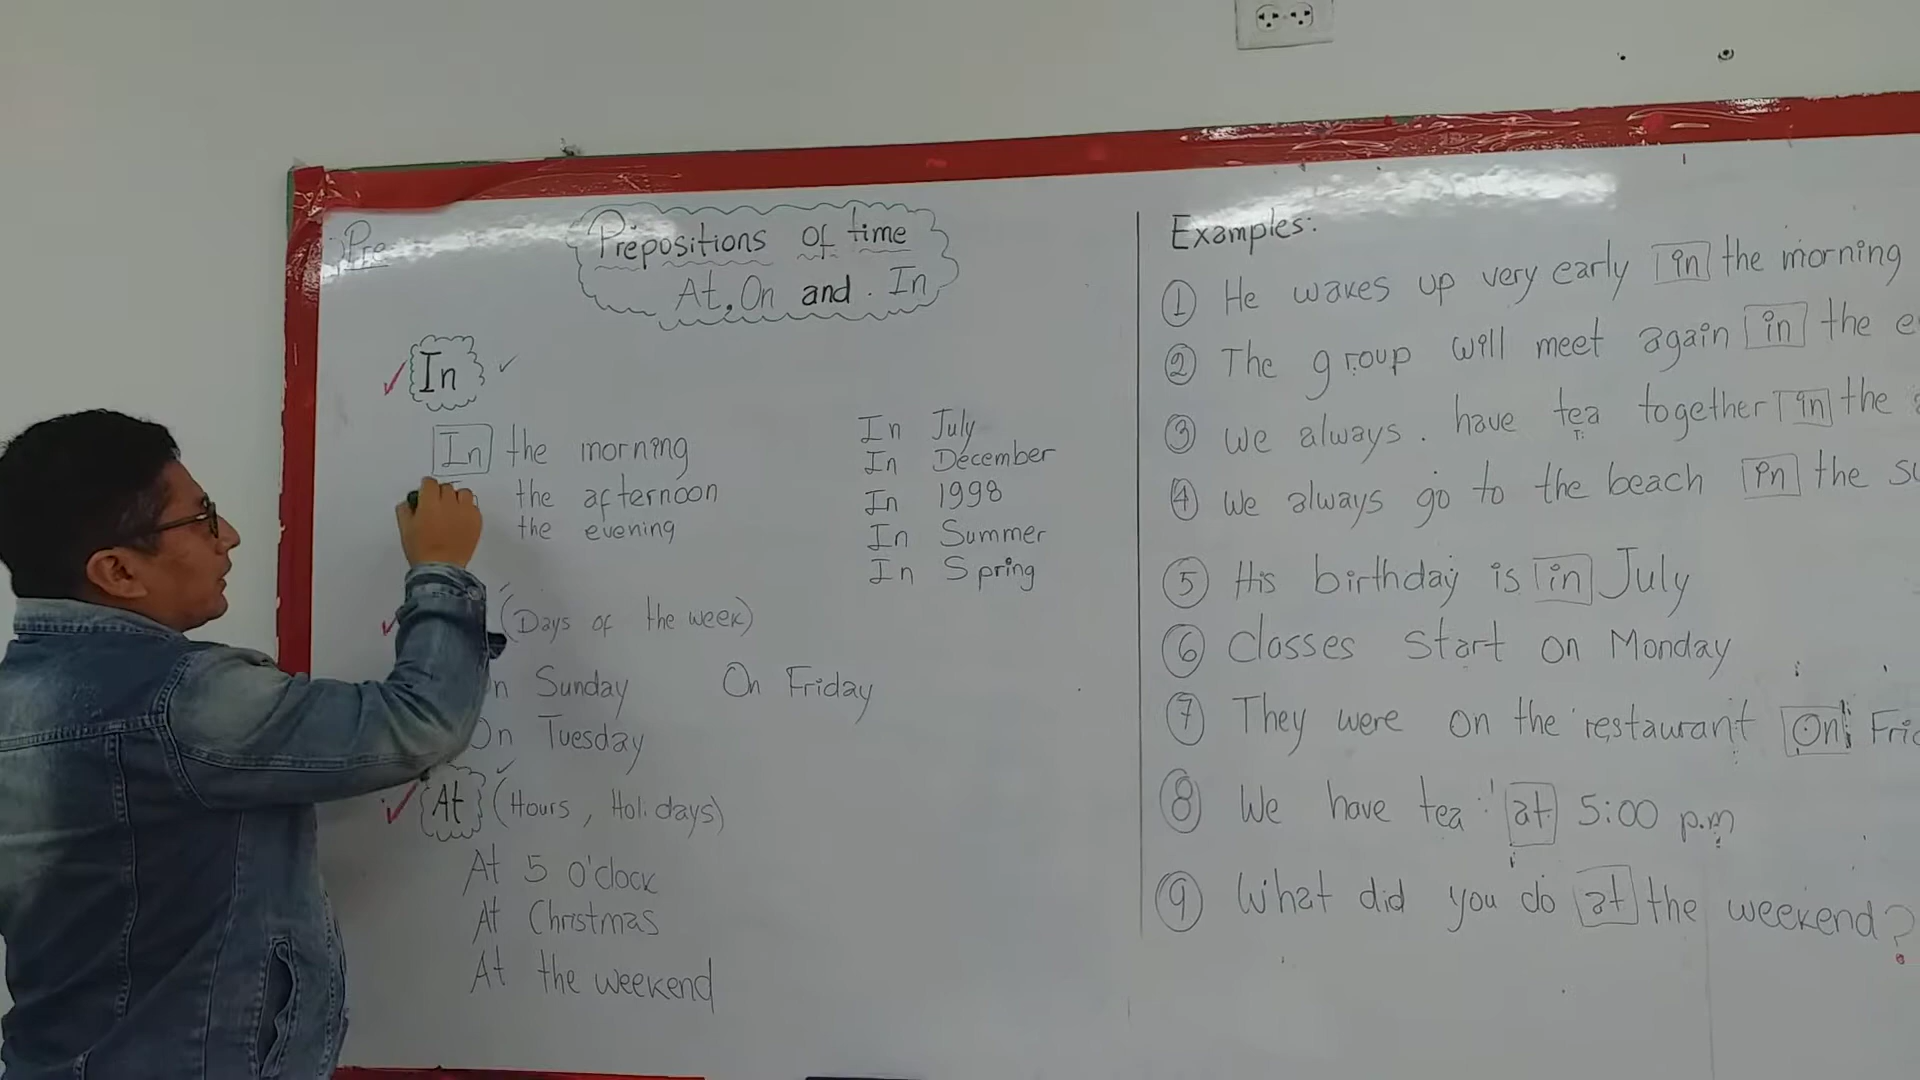 Pre
Prepositions of time
At, On and . In
In
In the morning
In the afternoon
the evening
In July
In December
In 1998
In Summer
In Spring
(Days of the week)
On Sunday
On Friday
On Tuesday
At (Hours, Holidays)
At 5 o'clock
At Christmas
At the weekend
Examples:
1 He wakes up very early in the morning
2 The group will meet again in the e
3 We always . have tea together in the a
4 We always go to the beach in the su
5 His birthday is in July
6 Classes start on Monday
7 They were on the restaurant On Frid
8 We have tea at 5:00 p.m
9 What did you do at the weekend?